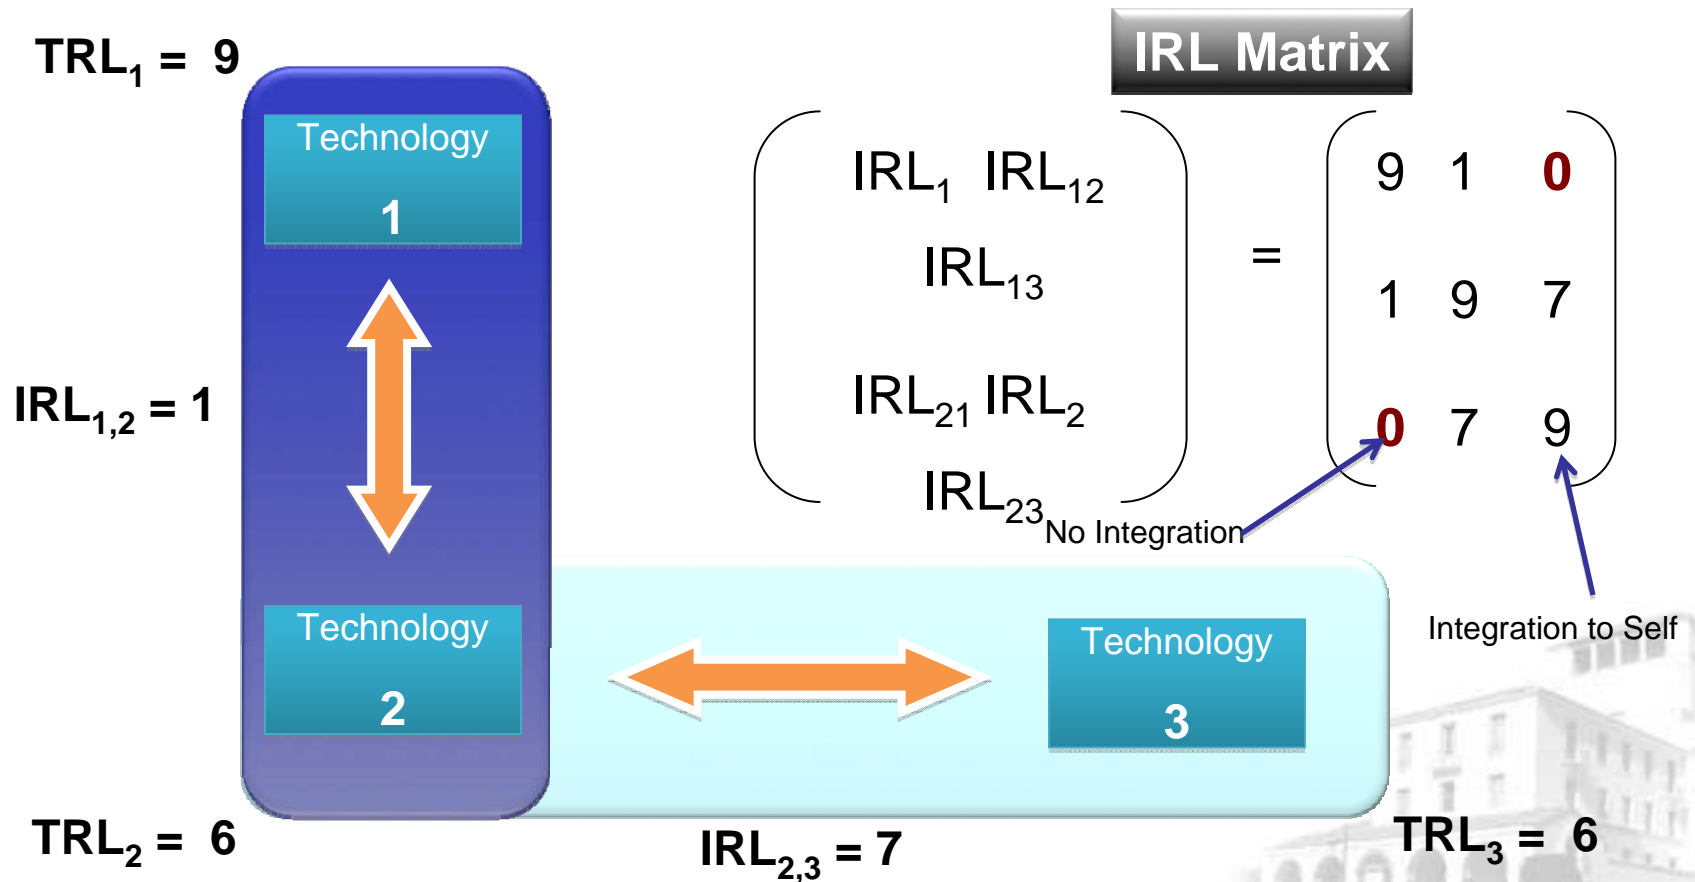 TRL1 = 9
IRL Matrix
Technology
1
IRL1 IRL12
IRL13
IRL21 IRL2
IRL23
=
9 1 0
1 9 7
0 7 9
IRL1,2 = 1
No Integration
Integration to Self
Technology
2
Technology
3
TRL2 = 6
IRL2,3 = 7
TRL3 = 6